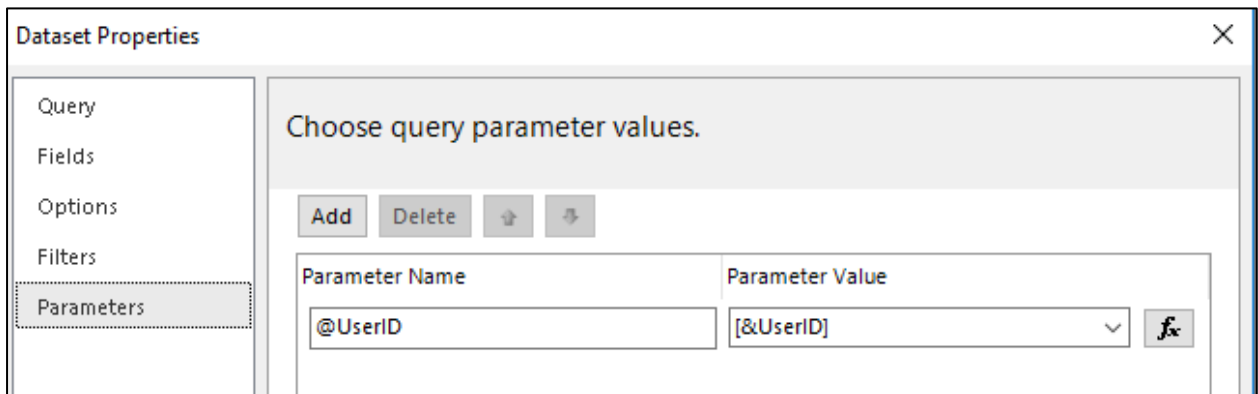 Dataset Properties
Query
Fields
Options
Filters
Parameters
Choose query parameter values.
Add Delete
Parameter Name Parameter Value
@UserID [&UserID] fx